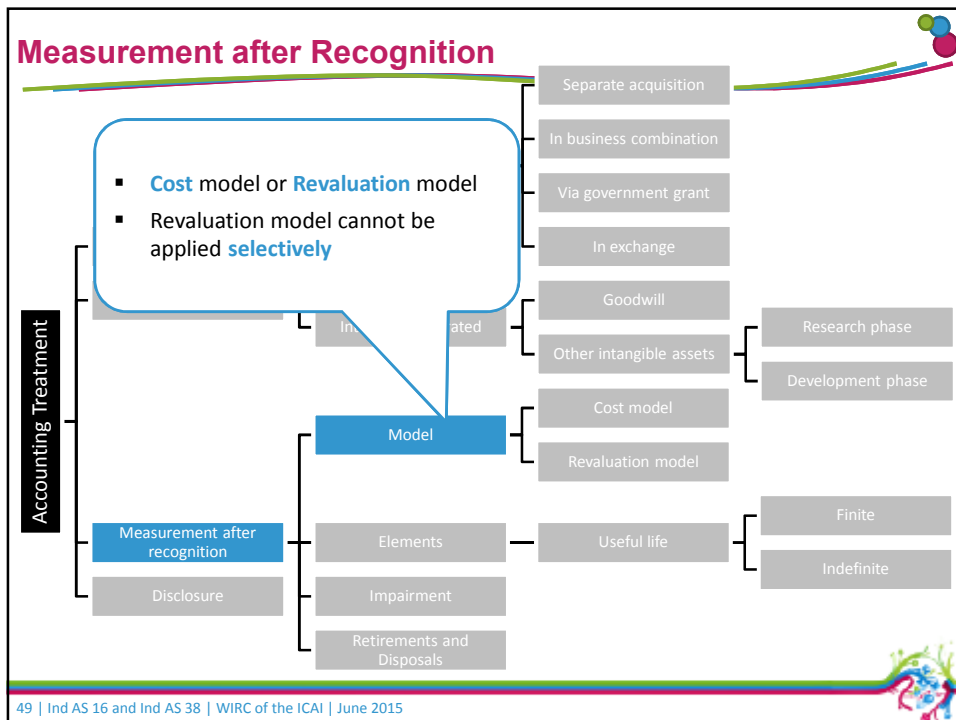 Measurement after Recognition
Separate acquisition
In business combination
Via government grant
In exchange
▪ Cost model or Revaluation model
▪ Revaluation model cannot be
applied selectively
Goodwill
Other intangible assets
Research phase
Development phase
Accounting Treatment
Model
Cost model
Revaluation model
Measurement after
recognition
Elements
Useful life
Finite
Indefinite
Disclosure
Impairment
Retirements and
Disposals
49 | Ind AS 16 and Ind AS 38 | WIRC of the ICAI | June 2015